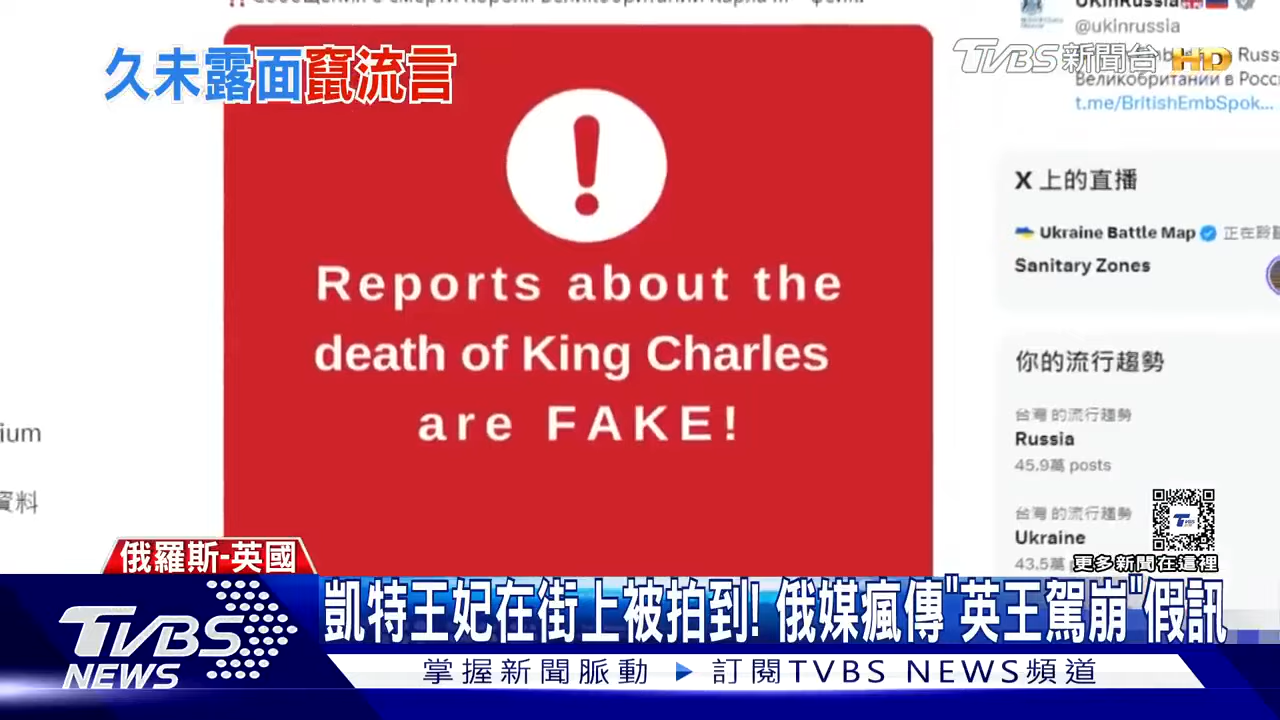 久未露面竄流言
UKinRussia
@ukinrussia
TVBS新聞台 HD
Великобритании в Росс
t.me/BritishEmbSpok...
Reports about the
death of King Charles
are FAKE!
X 上的直播
Ukraine Battle Map 正在
Sanitary Zones
你的流行趨勢
台灣 的流行趨勢
Russia
45.9萬 posts
台灣 的流行趨勢
Ukraine
43.5萬
ium
資料
更多新聞在這裡
俄羅斯-英國
凱特王妃在街上被拍到! 俄媒瘋傳"英王駕崩"假訊
TVBS NEWS
掌握新聞脈動 ▶ 訂閱TVBS NEWS頻道